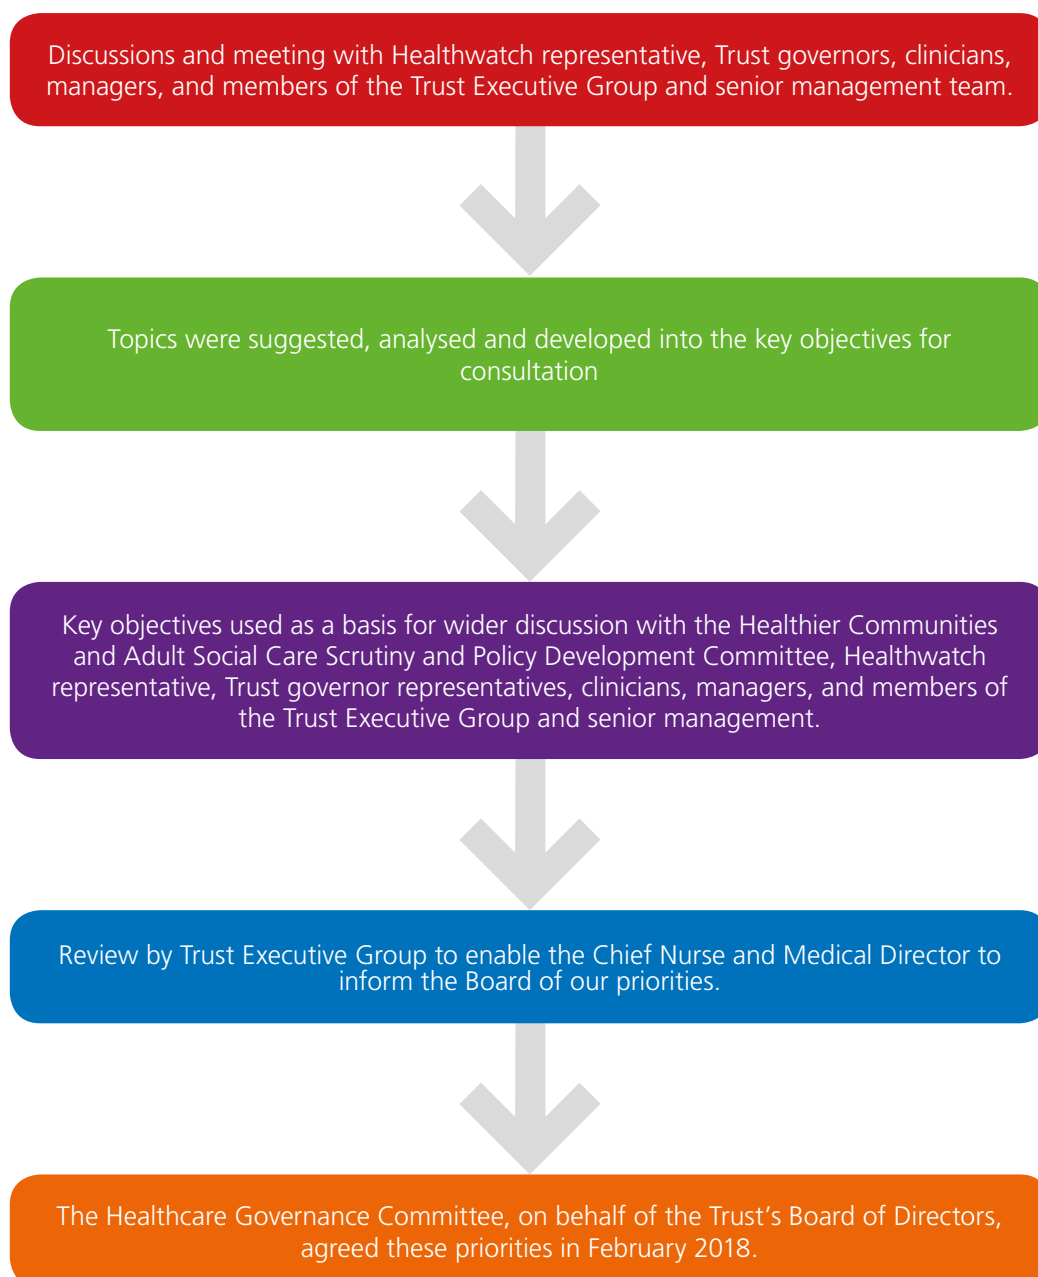 Discussions and meeting with Healthwatch representative, Trust governors, clinicians,
managers, and members of the Trust Executive Group and senior management team.
Topics were suggested, analysed and developed into the key objectives for
consultation
Key objectives used as a basis for wider discussion with the Healthier Communities
and Adult Social Care Scrutiny and Policy Development Committee, Healthwatch
representative, Trust governor representatives, clinicians, managers, and members of
the Trust Executive Group and senior management.
Review by Trust Executive Group to enable the Chief Nurse and Medical Director to
inform the Board of our priorities.
The Healthcare Governance Committee, on behalf of the Trust’s Board of Directors,
agreed these priorities in February 2018.